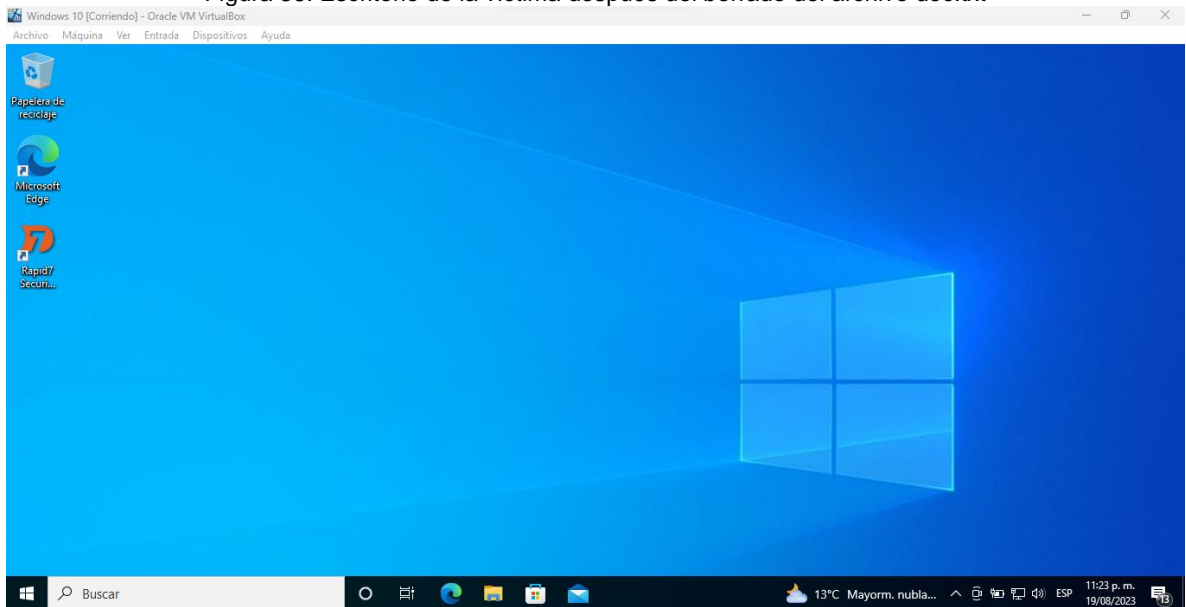 Windows 10 [Corriendo] - Oracle VM VirtualBox
Archivo Máquina Ver Entrada Dispositivos Ayuda
Papelera de
reciclaje
Microsoft
Edge
Rapid7
Securi...
Buscar
13°C Mayorm. nubla...
ESP
11:23 p. m.
19/08/2023
13